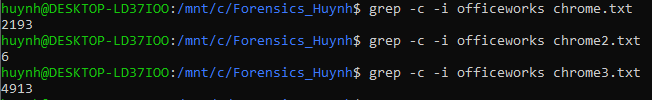 huynh@DESKTOP-LD37IOO:/mnt/c/Forensics_Huynh$ grep -c -i officeworks chrome.txt
2193
huynh@DESKTOP-LD37IOO:/mnt/c/Forensics_Huynh$ grep -c -i officeworks chrome2.txt
6
huynh@DESKTOP-LD37IOO:/mnt/c/Forensics_Huynh$ grep -c -i officeworks chrome3.txt
4913